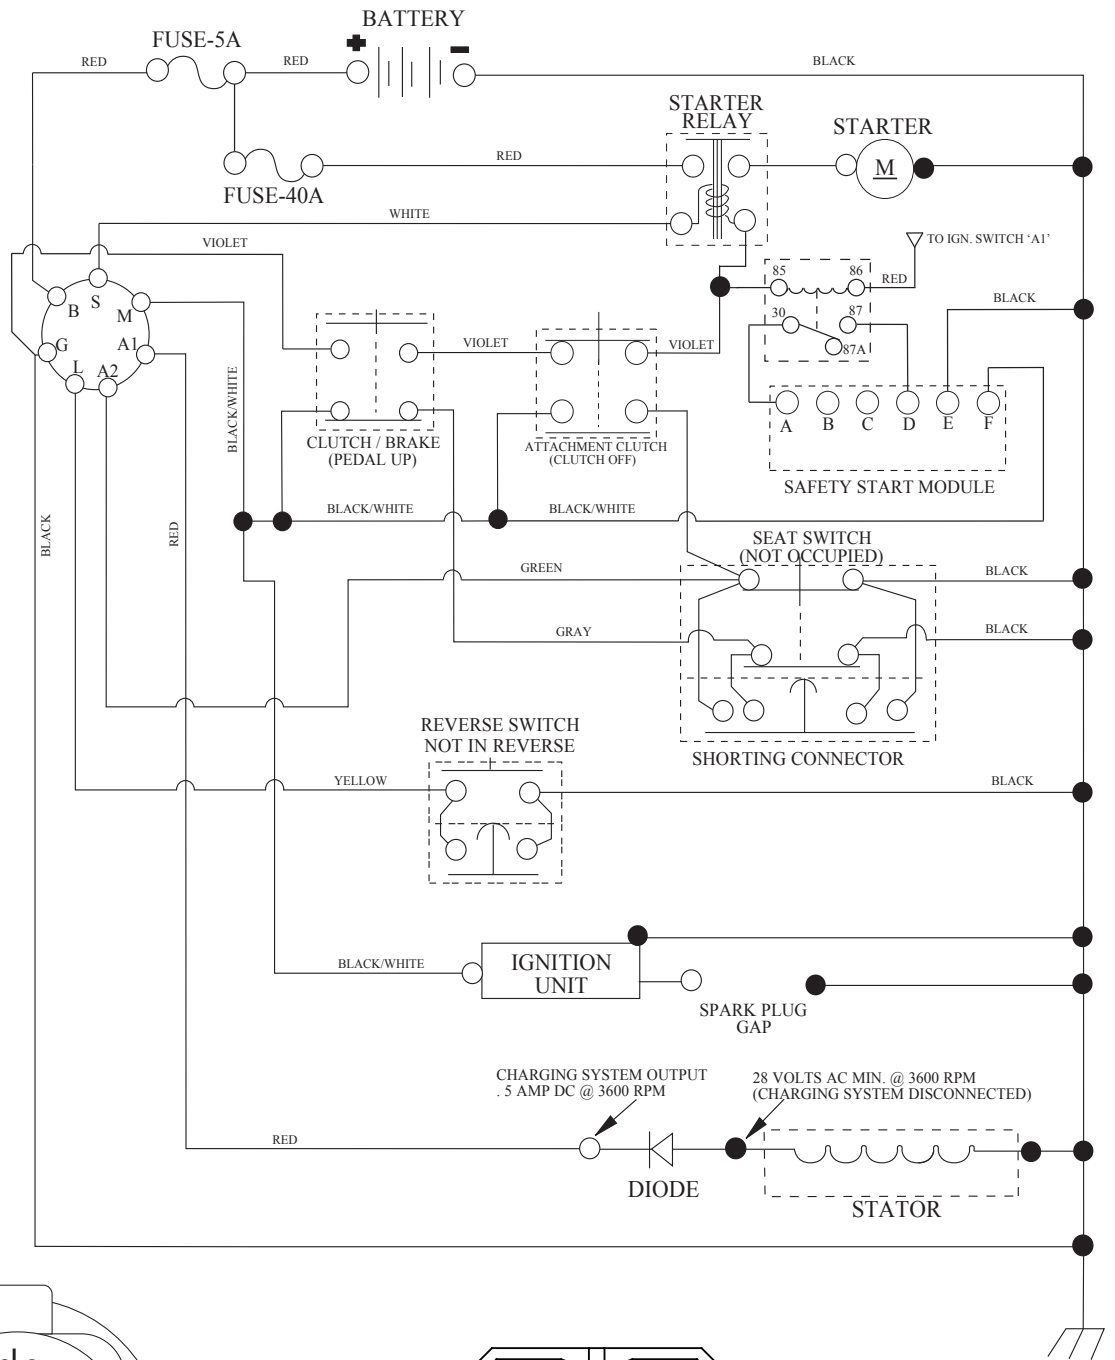 BATTERY
FUSE-5A
RED
RED
BLACK
STARTER
RELAY
STARTER
M
RED
FUSE-40A
WHITE
VIOLET
TO IGN. SWITCH 'A1'
85
86
RED
30
87
87A
BLACK
B
S
M
G
A1
L
A2
VIOLET
VIOLET
BLACK/WHITE
A
B
C
D
E
F
CLUTCH / BRAKE
(PEDAL UP)
ATTACHMENT CLUTCH
(CLUTCH OFF)
SAFETY START MODULE
BLACK/WHITE
BLACK/WHITE
BLACK
RED
SEAT SWITCH
(NOT OCCUPIED)
GREEN
BLACK
GRAY
BLACK
REVERSE SWITCH
NOT IN REVERSE
SHORTING CONNECTOR
YELLOW
BLACK
BLACK/WHITE
IGNITION
UNIT
SPARK PLUG
GAP
CHARGING SYSTEM OUTPUT
. 5 AMP DC @ 3600 RPM
28 VOLTS AC MIN. @ 3600 RPM
(CHARGING SYSTEM DISCONNECTED)
RED
DIODE
STATOR